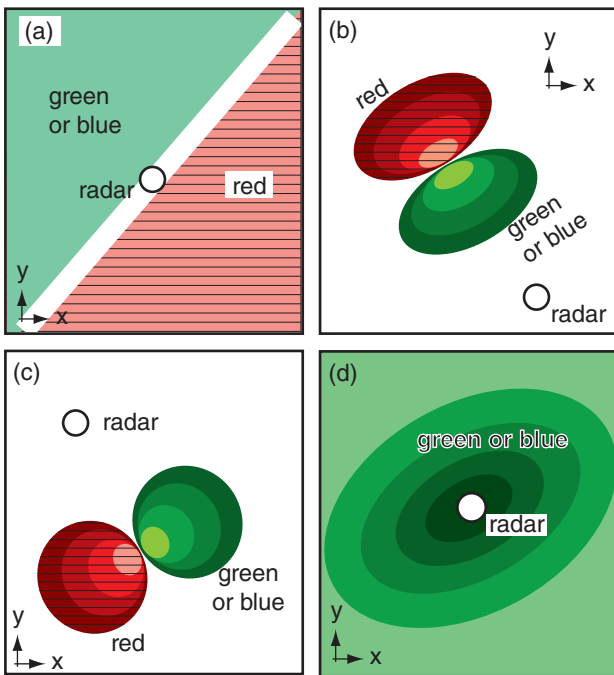 (a)
green
or blue
radar
red
y
x
(b)
y
x
red
green
or blue
radar
(c)
radar
green
or blue
red
y
x
(d)
green or blue
radar
y
x